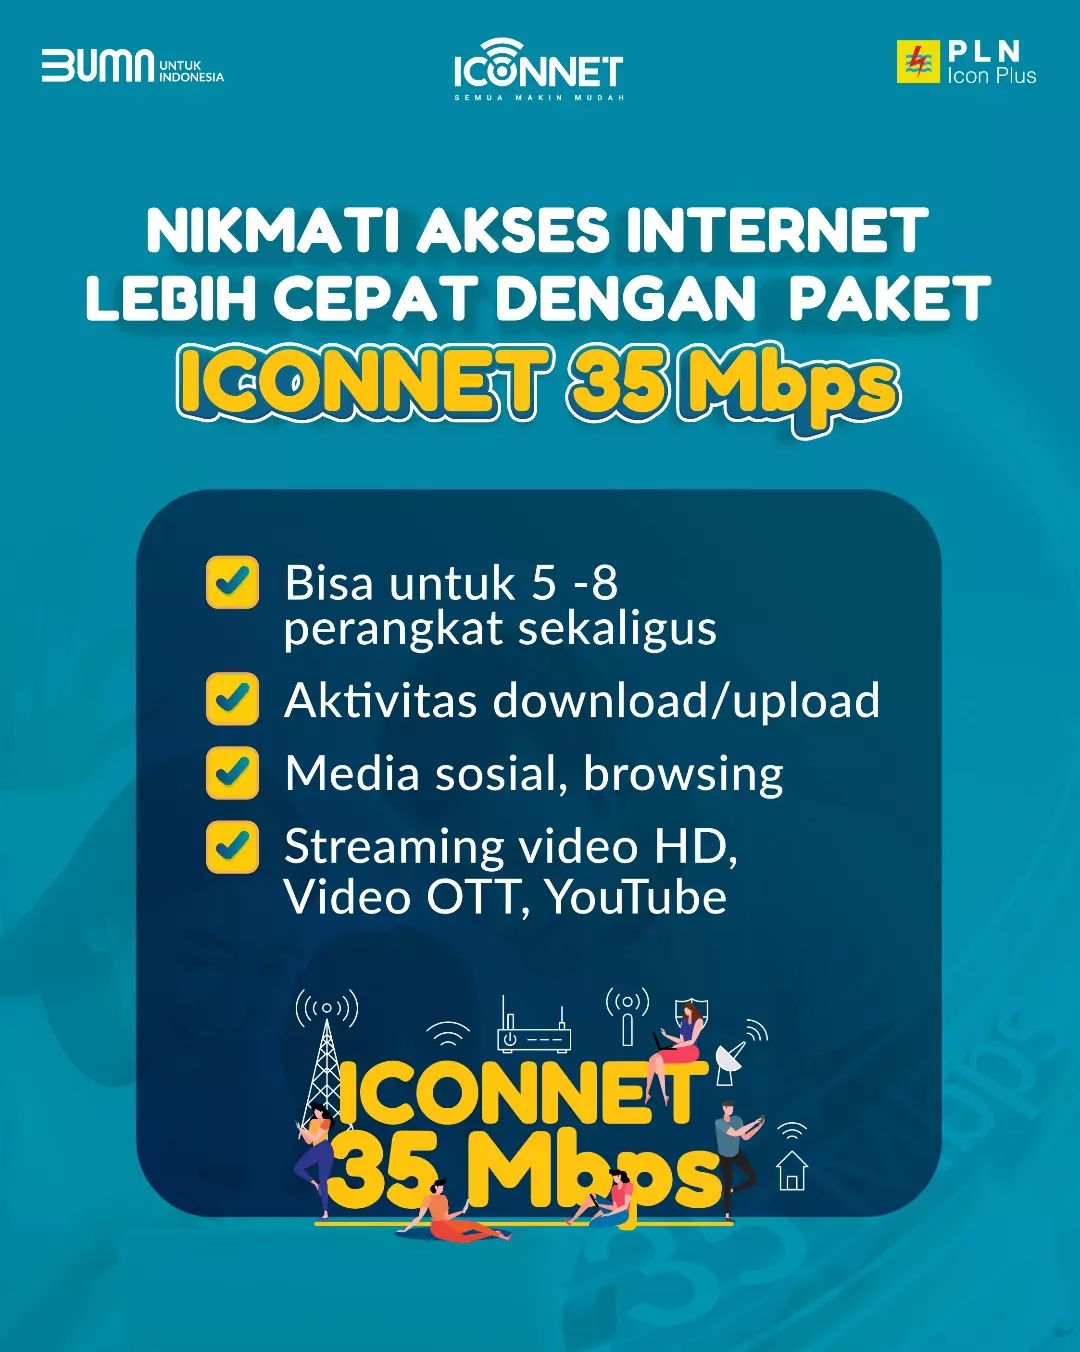 BUMN UNTUK INDONESIA
ICONNET
SEMUA MAKIN MUDAH
PLN
Icon Plus
NIKMATI AKSES INTERNET
LEBIH CEPAT DENGAN PAKET
ICONNET 35 Mbps
Bisa untuk 5 -8
perangkat sekaligus
Aktivitas download/upload
Media sosial, browsing
Streaming video HD,
Video OTT, YouTube
ICONNET
35 Mbps
35 Mbps